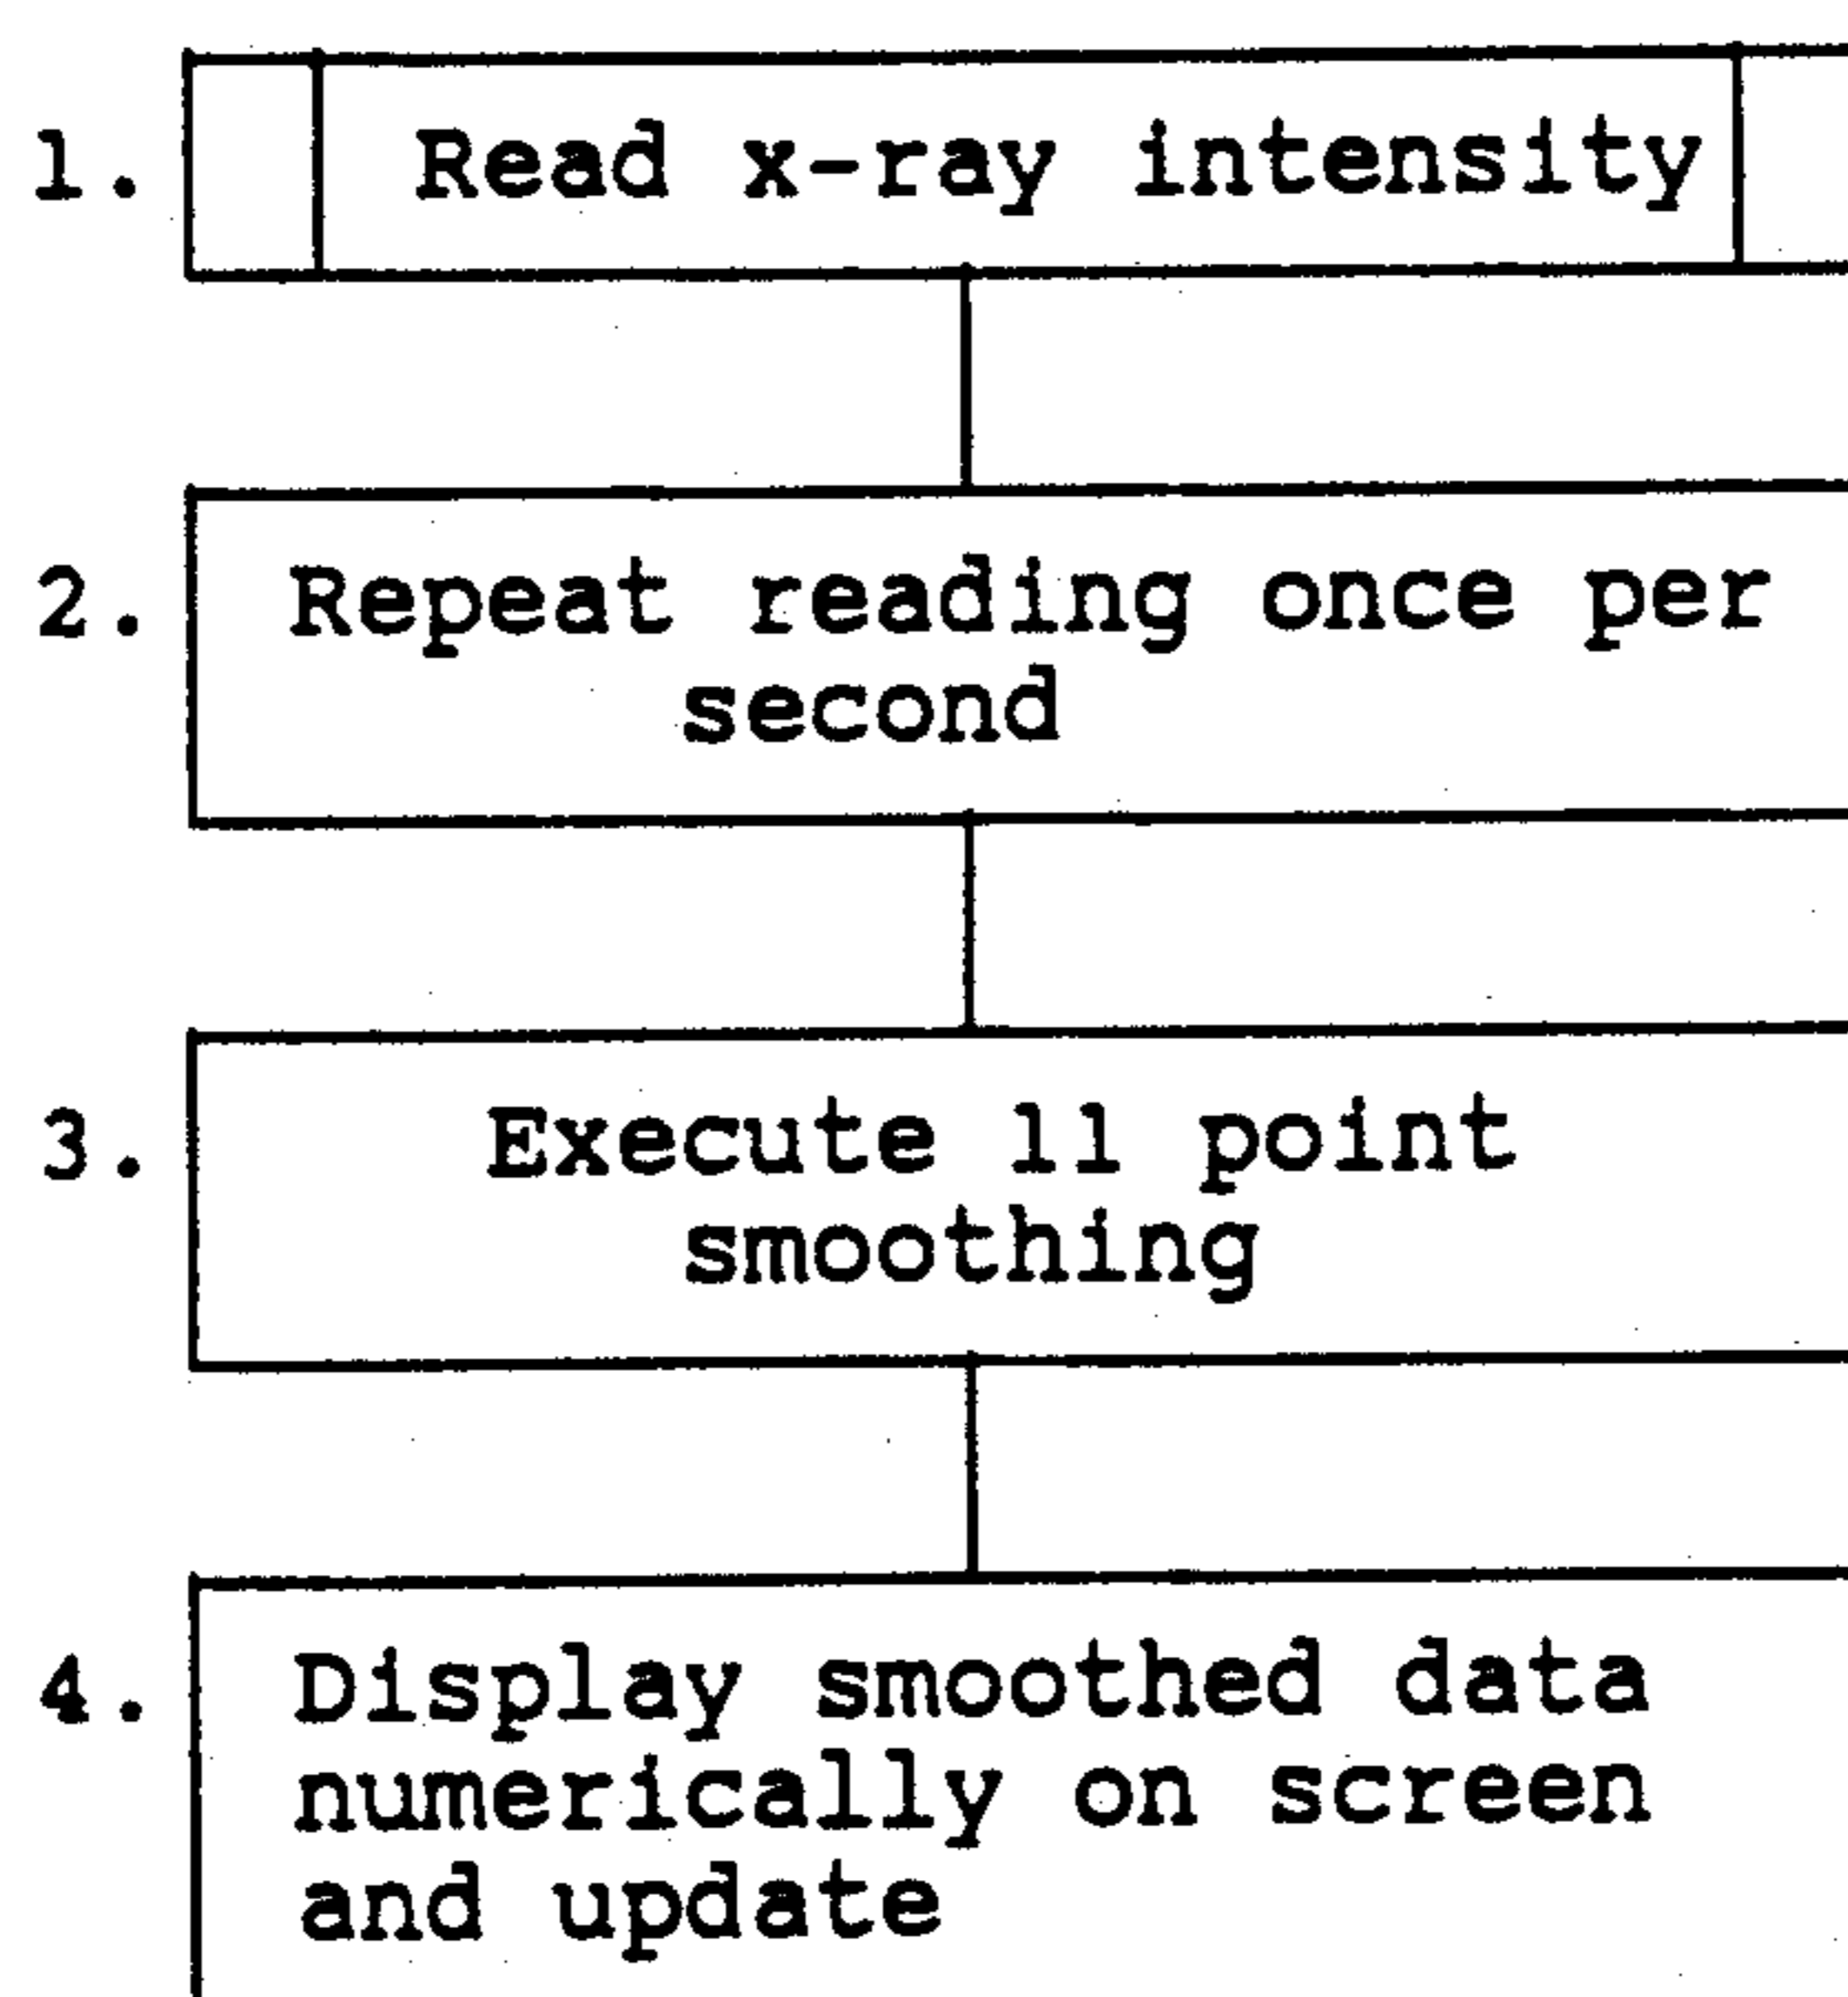 1. Read x-ray intensity
2. Repeat reading once per
second
3. Execute 11 point
smoothing
4. Display smoothed data
numerically on screen
and update